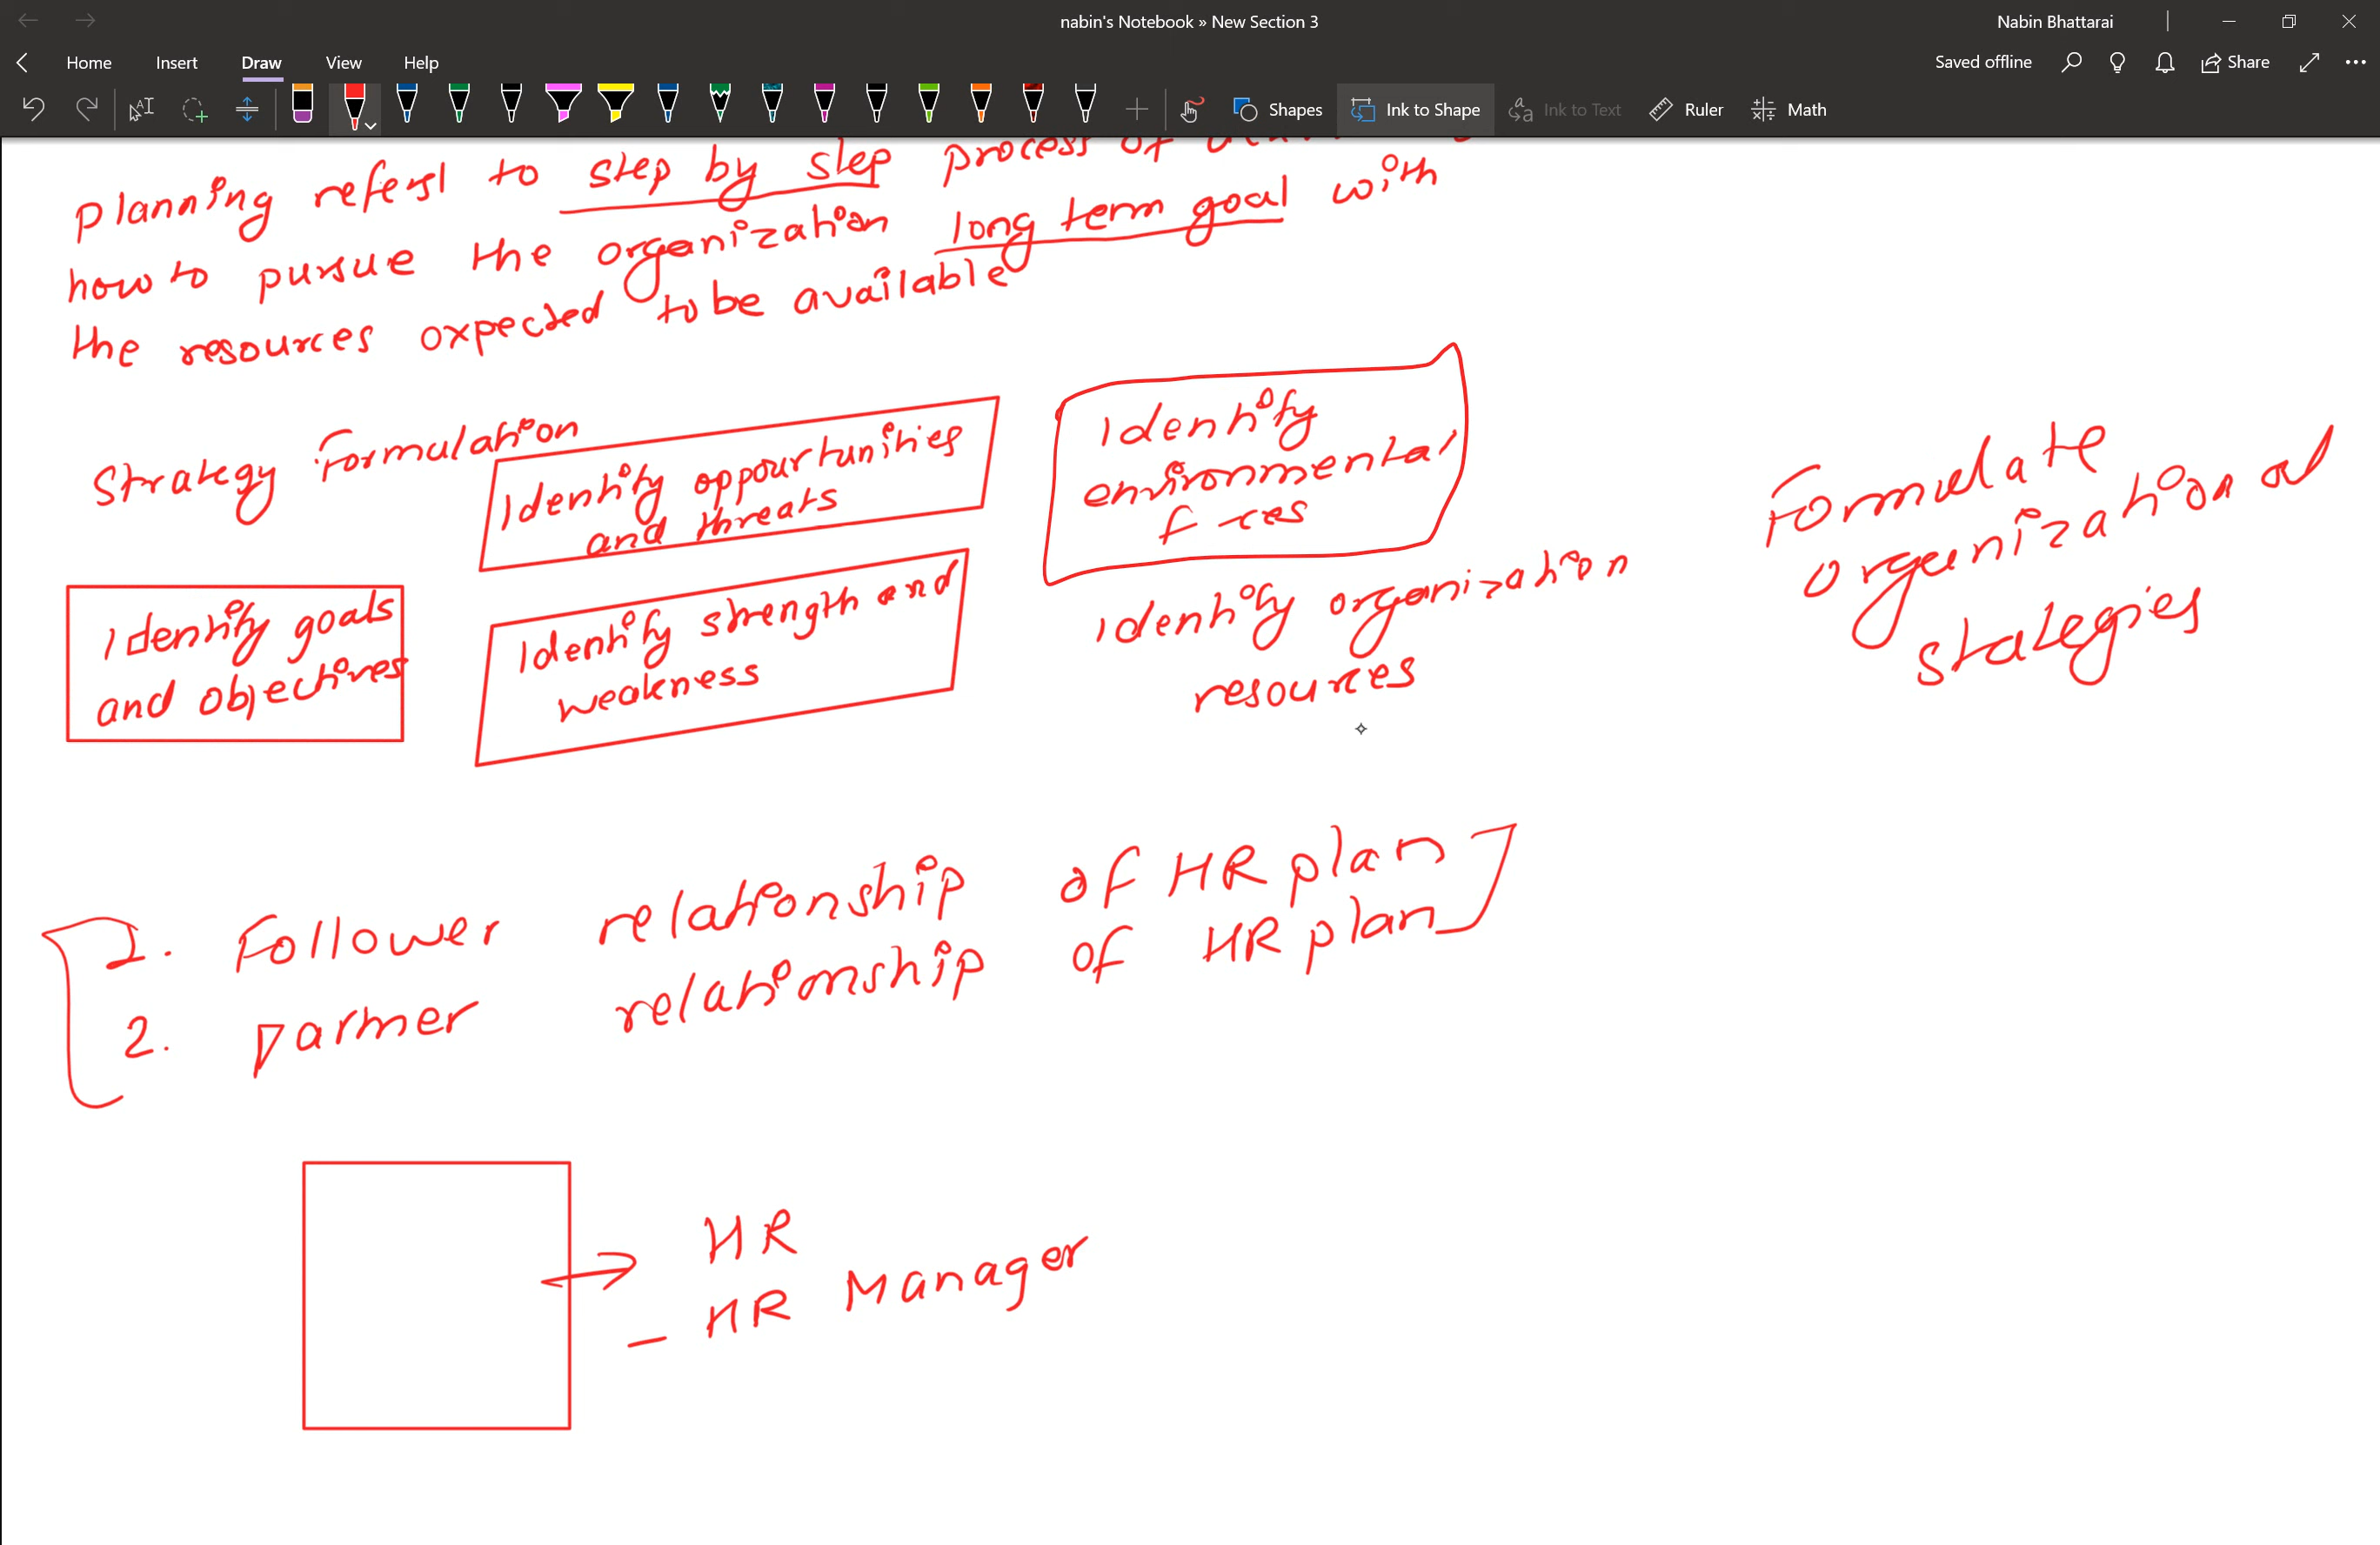 nabin's Notebook » New Section 3
Nabin Bhattarai
Home Insert Draw View Help
Saved offline
Share
Shapes
Ink to Shape
Ink to Text
Ruler
Math
planning refers to step by step process of
how to pursue the organization long term goal with
the resources expected to be available
Strategy Formulation
Identify goals
and objectives
Identify oppourtunities
and threats
Identify strength and
weakness
Identify
environmental
f-rces
Identify organization
resources
Formulate
organizational
stategies
1. Follower relationship of HR plan
2. Partner relationship of HR plan
HR
- HR Manager